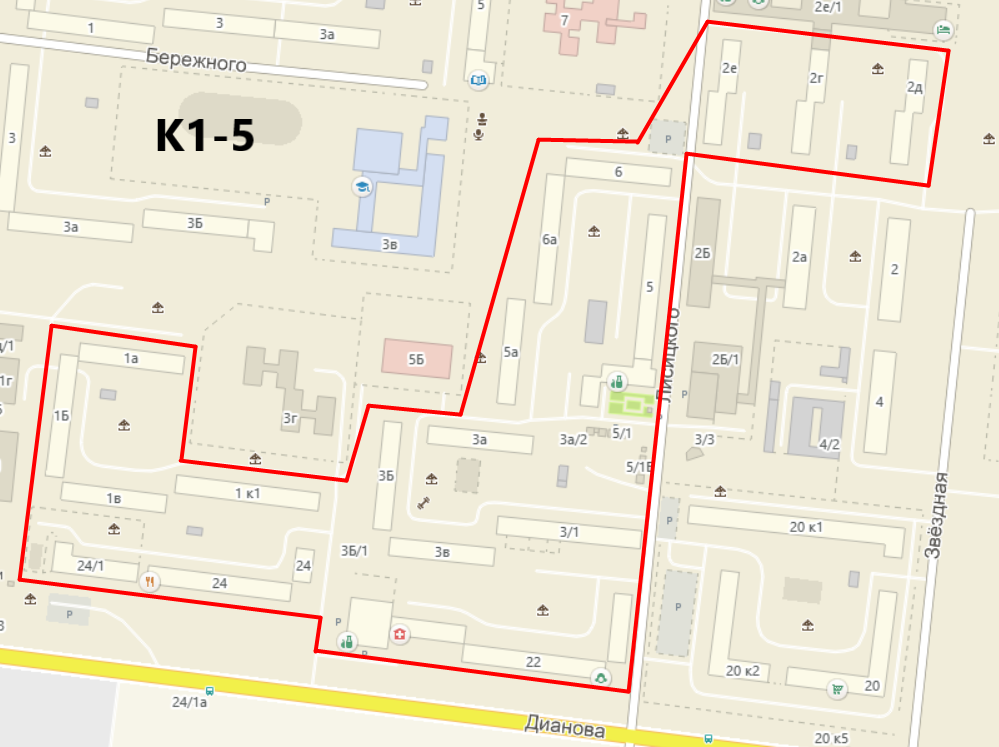 5
2е/1
1
3
3а
7
Бережного
2е
2г
2д
К1-5
3
P
6
P
3а
3Б
3в
6а
2Б
2а
2
5
Лисицкого
1а
5Б
5а
2Б/1
1г
1Б
3г
P
4
3а
3а/2
5/1
3/3
4/2
5/1Б
3Б
1в
1 к1
Звёздная
3/1
P
20 к1
3Б/1
3в
24/1
24
24
P
P
P
P
22
20 к2
20
24/1а
Дианова
20 к5